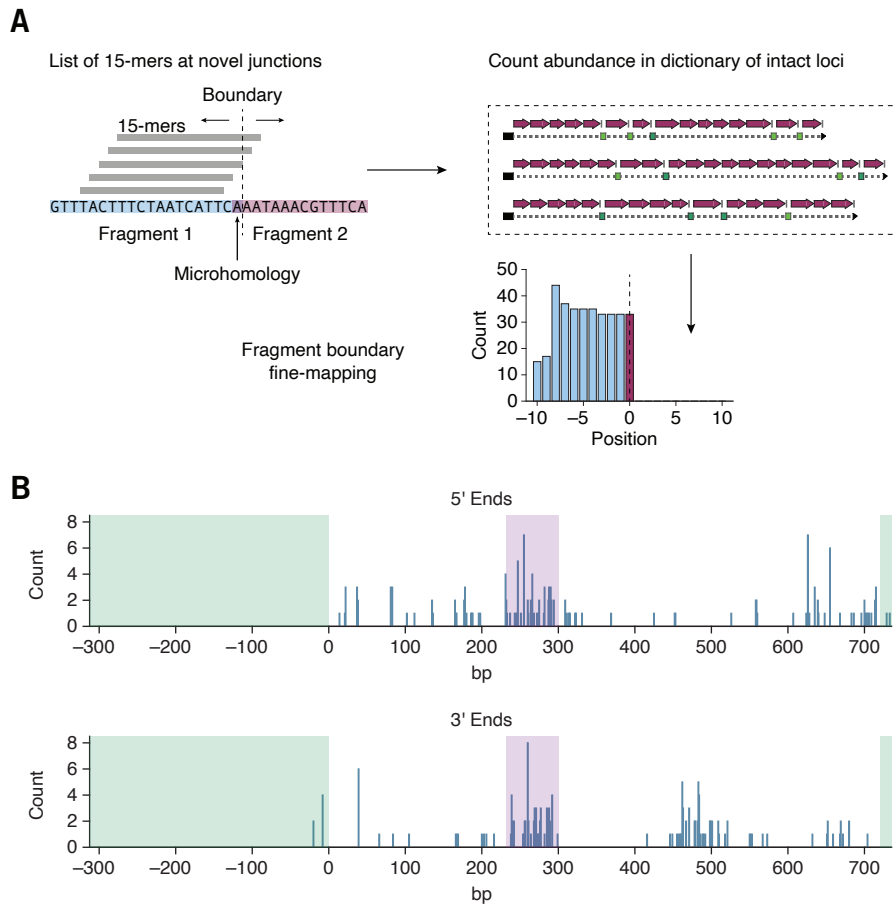 A
List of 15-mers at novel junctions
Count abundance in dictionary of intact loci
Boundary
15-mers
GTTTACTTTCTAATCATTCAAATAAACGTTTCA
Fragment 1
Fragment 2
Microhomology
Fragment boundary
fine-mapping
Count
50
40
30
20
10
0
−10
−5
0
5
10
Position
B
5' Ends
Count
8
6
4
2
0
−300
−200
−100
0
100
200
300
400
500
600
700
bp
3' Ends
Count
8
6
4
2
0
−300
−200
−100
0
100
200
300
400
500
600
700
bp